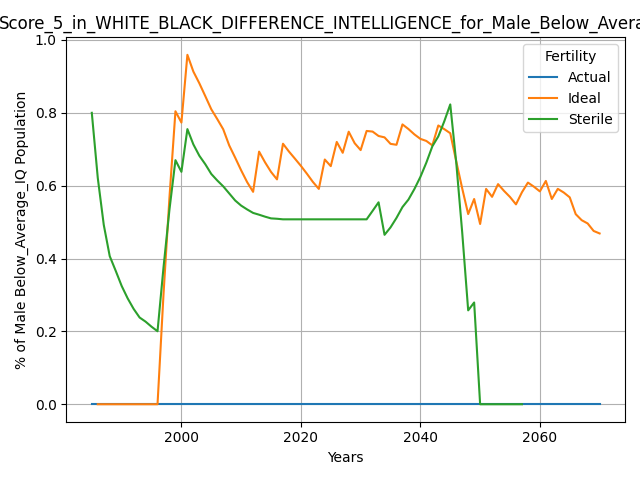 Score_5_in_WHITE_BLACK_DIFFERENCE_INTELLIGENCE_for_Male_Below_Avera
1.0
0.8
0.6
0.4
0.2
0.0
% of Male Below_Average_IQ Population
Fertility
Actual
Ideal
Sterile
2000
2020
2040
2060
Years